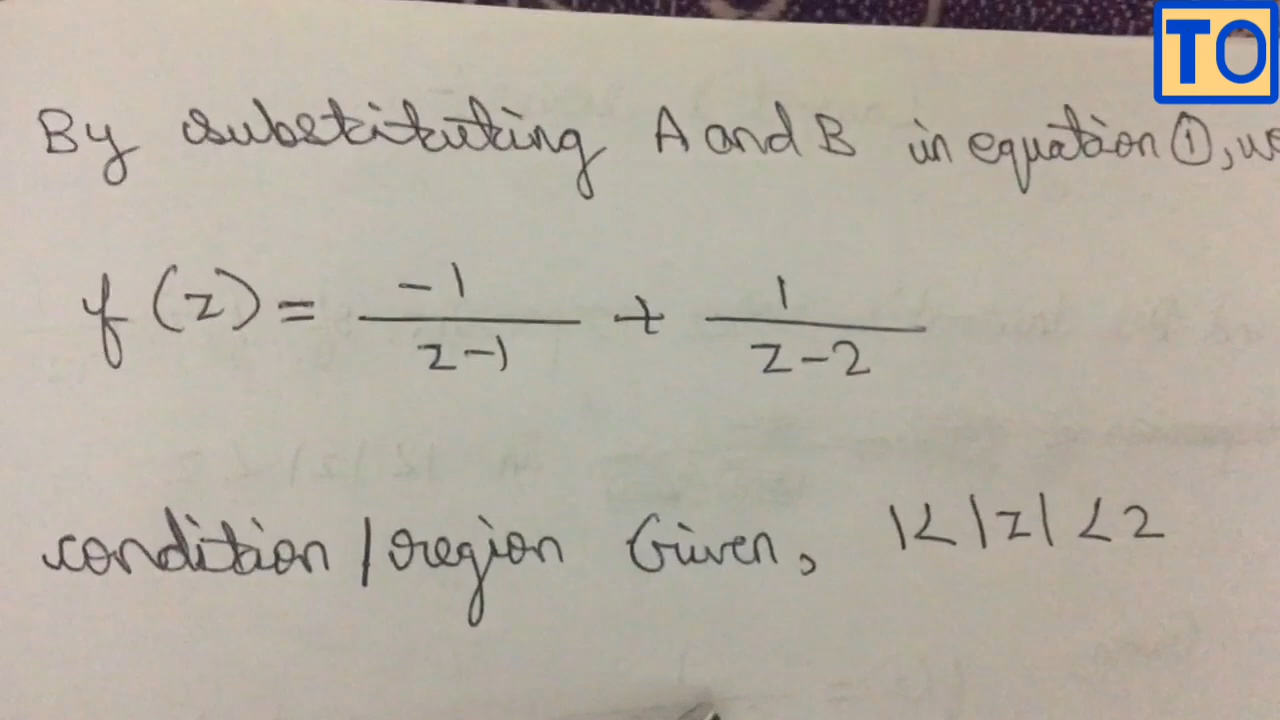 TO
By substituting A and B in equation ①, we
f(z) = -1/(z-1) + 1/(z-2)
condition / region Given, 1<|z|<2